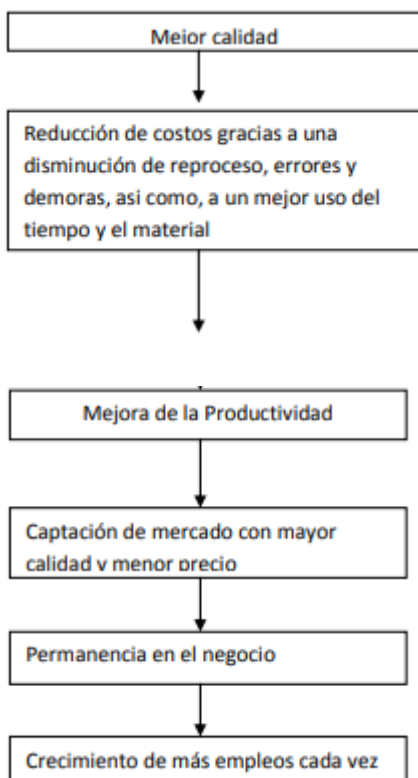 Mejor calidad
Reducción de costos gracias a una
disminución de reproceso, errores y
demoras, asi como, a un mejor uso del
tiempo y el material
Mejora de la Productividad
Captación de mercado con mayor
calidad y menor precio
Permanencia en el negocio
Crecimiento de más empleos cada vez